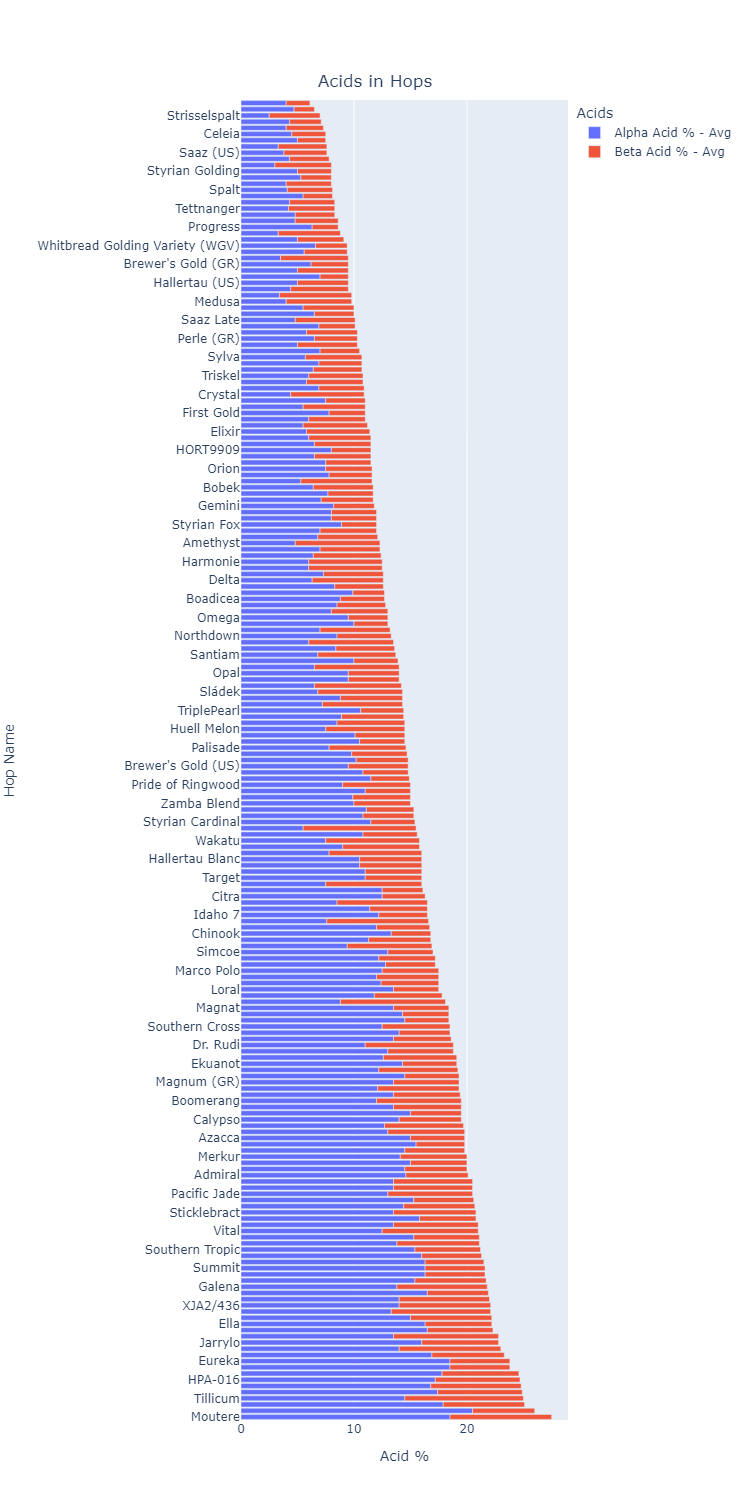 Acids in Hops
Acids
Alpha Acid % - Avg
Beta Acid % - Avg
Hop Name
Strisselspalt
Celeia
Saaz (US)
Styrian Golding
Spalt
Tettnanger
Progress
Whitbread Golding Variety (WGV)
Brewer's Gold (GR)
Hallertau (US)
Medusa
Saaz Late
Perle (GR)
Sylva
Triskel
Crystal
First Gold
Elixir
HORT9909
Orion
Bobek
Gemini
Styrian Fox
Amethyst
Harmonie
Delta
Boadicea
Omega
Northdown
Santiam
Opal
Sládek
TriplePearl
Huell Melon
Palisade
Brewer's Gold (US)
Pride of Ringwood
Zamba Blend
Styrian Cardinal
Wakatu
Hallertau Blanc
Target
Citra
Idaho 7
Chinook
Simcoe
Marco Polo
Loral
Magnat
Southern Cross
Dr. Rudi
Ekuanot
Magnum (GR)
Boomerang
Calypso
Azacca
Merkur
Admiral
Pacific Jade
Sticklebract
Vital
Southern Tropic
Summit
Galena
XJA2/436
Ella
Jarrylo
Eureka
HPA-016
Tillicum
Moutere
0 10 20
Acid %